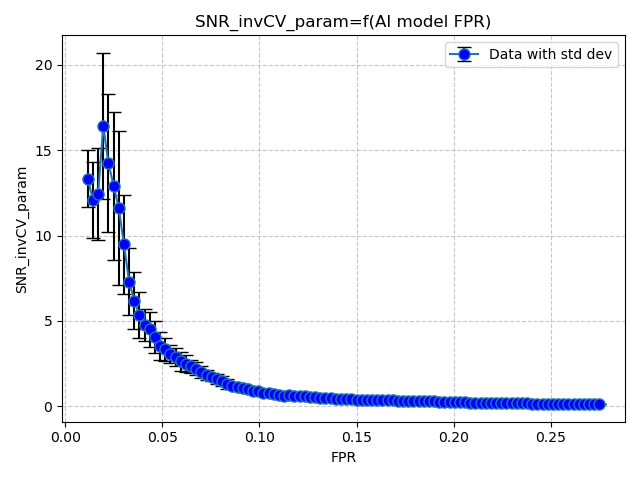 SNR_invCV_param=f(AI model FPR)
Data with std dev
SNR_invCV_param
20
15
10
5
0
0.00 0.05 0.10 0.15 0.20 0.25
FPR